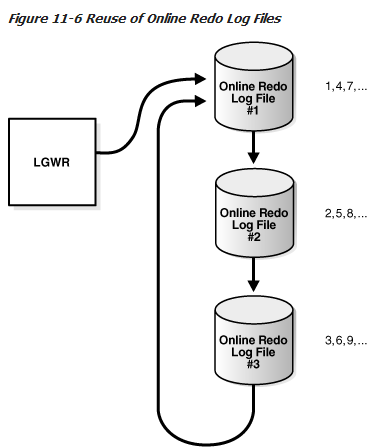 Figure 11-6 Reuse of Online Redo Log Files
Online Redo
Log File
#1
1,4,7,...
LGWR
Online Redo
Log File
#2
2,5,8,...
Online Redo
Log File
#3
3,6,9,...